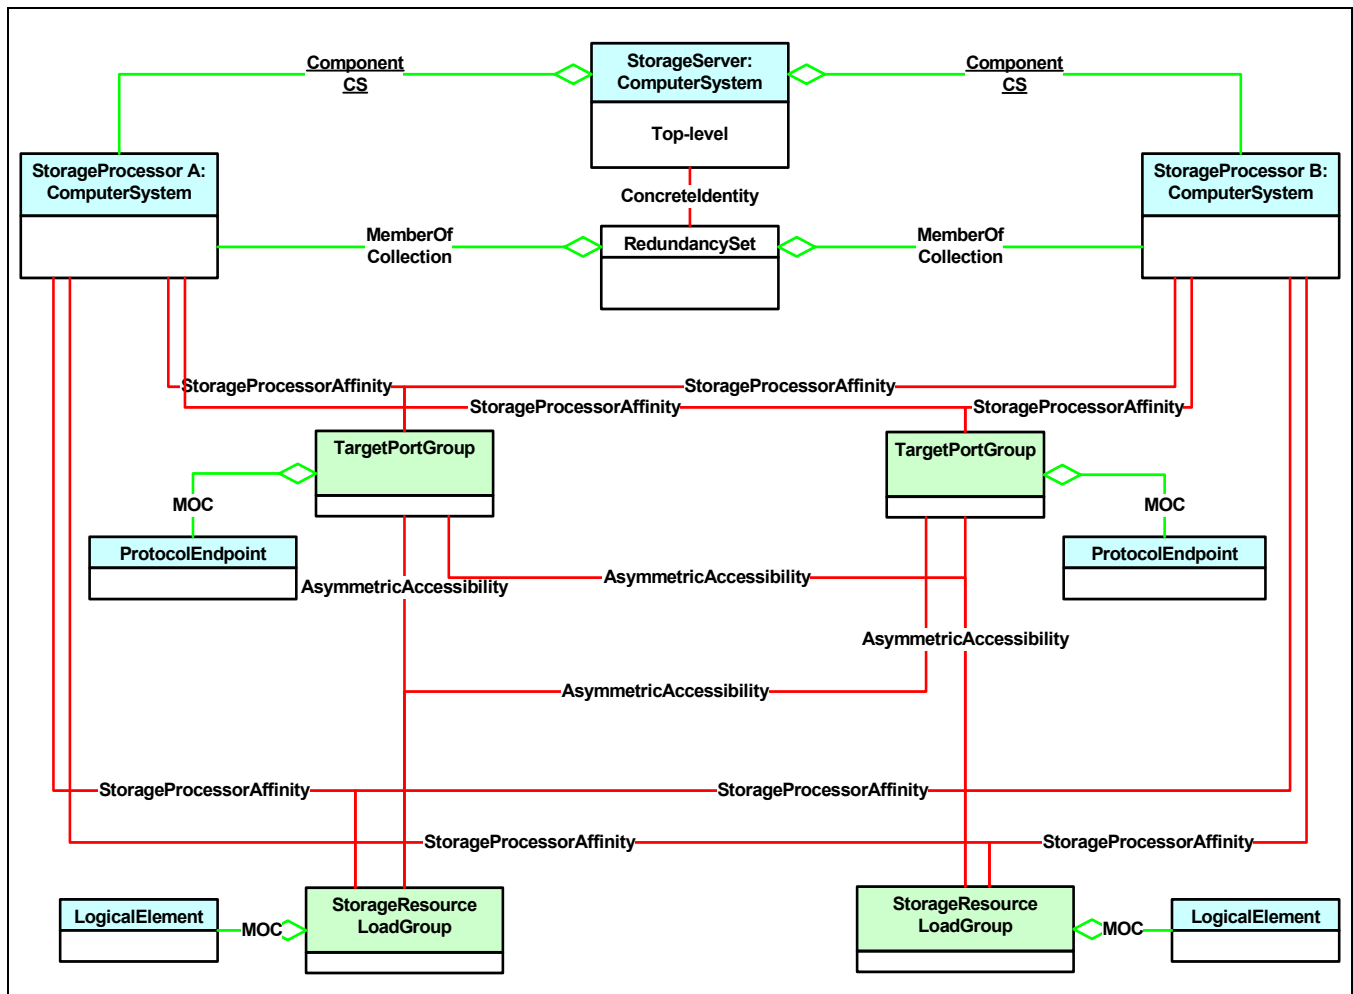 Component
CS
StorageServer:
ComputerSystem
Component
CS
Top-level
StorageProcessor A:
ComputerSystem
StorageProcessor B:
ComputerSystem
ConcreteIdentity
MemberOf
Collection
RedundancySet
MemberOf
Collection
StorageProcessorAffinity
StorageProcessorAffinity
StorageProcessorAffinity
StorageProcessorAffinity
TargetPortGroup
TargetPortGroup
MOC
MOC
ProtocolEndpoint
ProtocolEndpoint
AsymmetricAccessibility
AsymmetricAccessibility
AsymmetricAccessibility
AsymmetricAccessibility
StorageProcessorAffinity
StorageProcessorAffinity
StorageProcessorAffinity
StorageProcessorAffinity
LogicalElement
MOC
StorageResource
LoadGroup
StorageResource
LoadGroup
MOC
LogicalElement